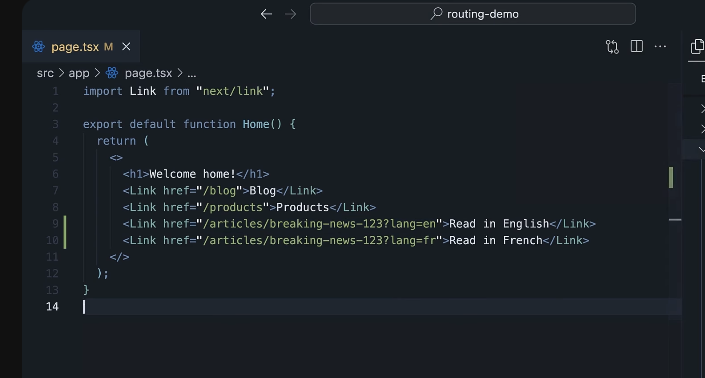 routing-demo
page.tsx M
src > app > page.tsx > ...
1 import Link from "next/link";
2
3 export default function Home() {
4   return (
5     <>
6       <h1>Welcome home!</h1>
7       <Link href="/blog">Blog</Link>
8       <Link href="/products">Products</Link>
9       <Link href="/articles/breaking-news-123?lang=en">Read in English</Link>
10       <Link href="/articles/breaking-news-123?lang=fr">Read in French</Link>
11     </>
12   );
13 }
14